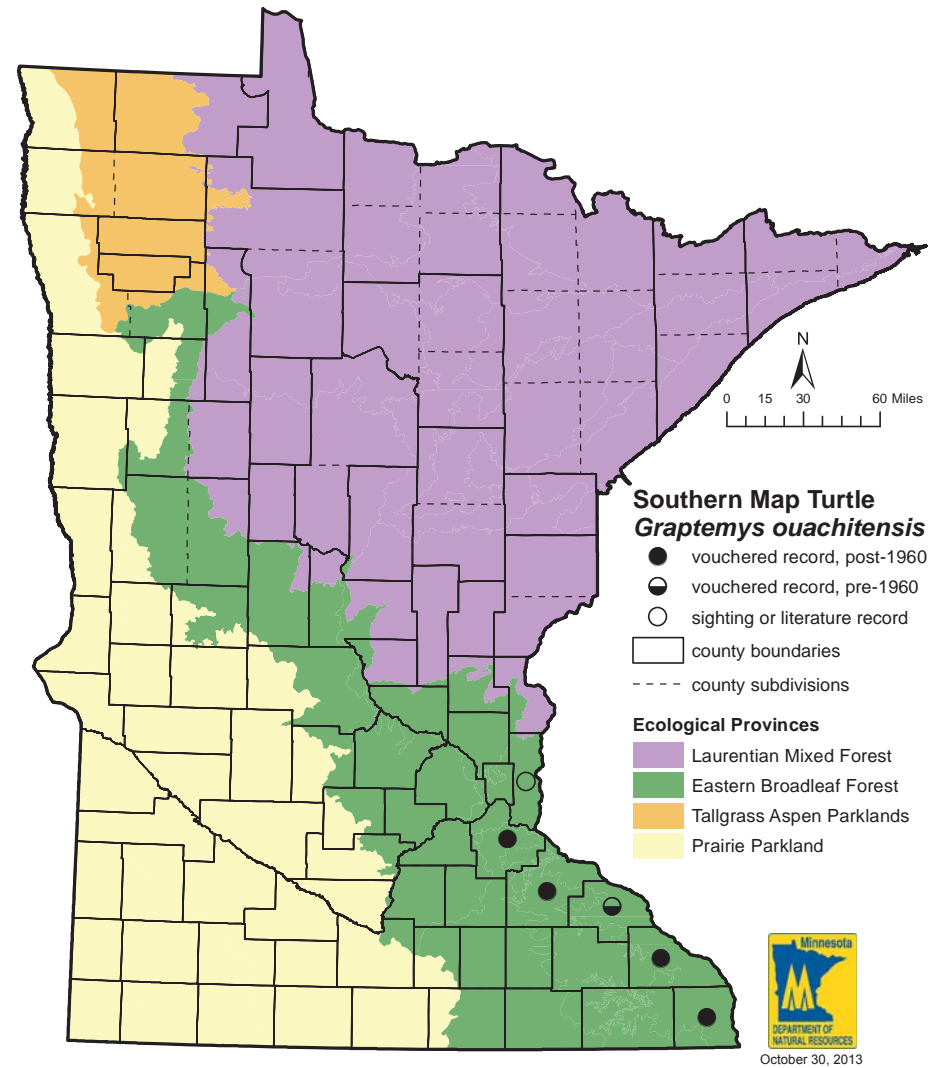 N
0 15 30 60 Miles
Southern Map Turtle
Graptemys ouachitensis
vouchered record, post-1960
vouchered record, pre-1960
sighting or literature record
county boundaries
county subdivisions
Ecological Provinces
Laurentian Mixed Forest
Eastern Broadleaf Forest
Tallgrass Aspen Parklands
Prairie Parkland
Minnesota
M
DEPARTMENT OF
NATURAL RESOURCES
October 30, 2013